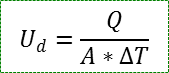 U_d = Q / (A * ΔT)